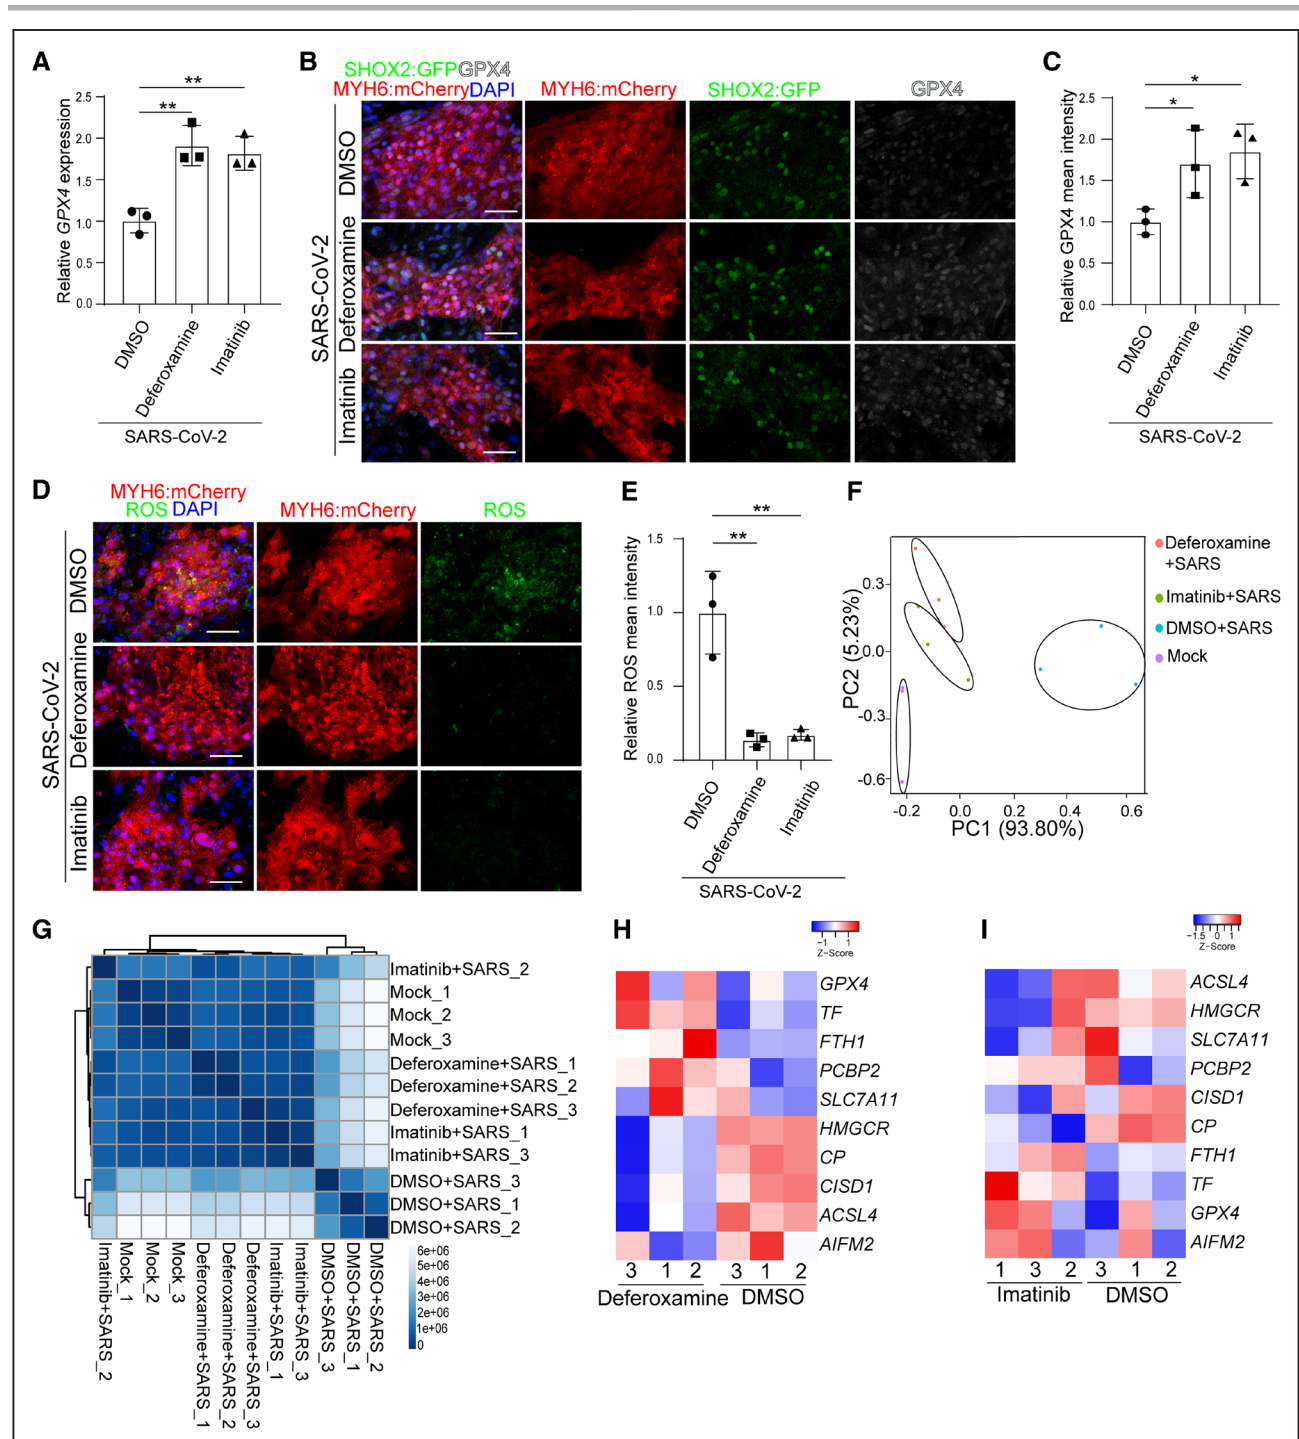 A
**
**
Relative GPX4 expression
2.5
2.0
1.5
1.0
0.5
0.0
DMSO
Deferoxamine
Imatinib
SARS-CoV-2
B
SHOX2:GFP GPX4
MYH6:mCherry DAPI
MYH6:mCherry
SHOX2:GFP
GPX4
SARS-CoV-2
DMSO
Deferoxamine
Imatinib
C
*
*
Relative GPX4 mean intensity
2.5
2.0
1.5
1.0
0.5
0.0
DMSO
Deferoxamine
Imatinib
SARS-CoV-2
D
MYH6:mCherry
ROS DAPI
MYH6:mCherry
ROS
SARS-CoV-2
DMSO
Deferoxamine
Imatinib
E
**
**
Relative ROS mean intensity
1.5
1.0
0.5
0.0
DMSO
Deferoxamine
Imatinib
SARS-CoV-2
F
PC2 (5.23%)
0.3
0.0
-0.3
-0.6
-0.2
0.0
0.2
0.4
0.6
PC1 (93.80%)
Deferoxamine
+SARS
Imatinib+SARS
DMSO+SARS
Mock
G
Imatinib+SARS_2
Mock_1
Mock_2
Mock_3
Deferoxamine+SARS_1
Deferoxamine+SARS_2
Deferoxamine+SARS_3
Imatinib+SARS_1
Imatinib+SARS_3
DMSO+SARS_3
DMSO+SARS_1
DMSO+SARS_2
Imatinib+SARS_2
Mock_1
Mock_2
Mock_3
Deferoxamine+SARS_1
Deferoxamine+SARS_2
Deferoxamine+SARS_3
Imatinib+SARS_1
Imatinib+SARS_3
DMSO+SARS_3
DMSO+SARS_1
DMSO+SARS_2
6e+06
5e+06
4e+06
3e+06
2e+06
1e+06
0
H
-1 1
Z-Score
GPX4
TF
FTH1
PCBP2
SLC7A11
HMGCR
CP
CISD1
ACSL4
AIFM2
3 1 2 3 1 2
Deferoxamine DMSO
I
-1.5 0 1
Z-Score
ACSL4
HMGCR
SLC7A11
PCBP2
CISD1
CP
FTH1
TF
GPX4
AIFM2
1 3 2 3 1 2
Imatinib DMSO